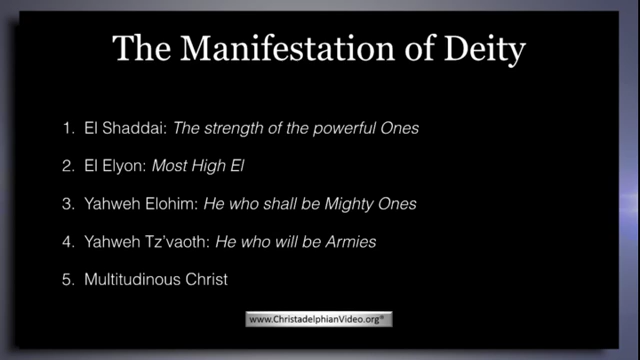 The Manifestation of Deity
1. El Shaddai: The strength of the powerful Ones
2. El Elyon: Most High El
3. Yahweh Elohim: He who shall be Mighty Ones
4. Yahweh Tz'vaoth: He who will be Armies
5. Multitudinous Christ
www.ChristadelphianVideo.org®